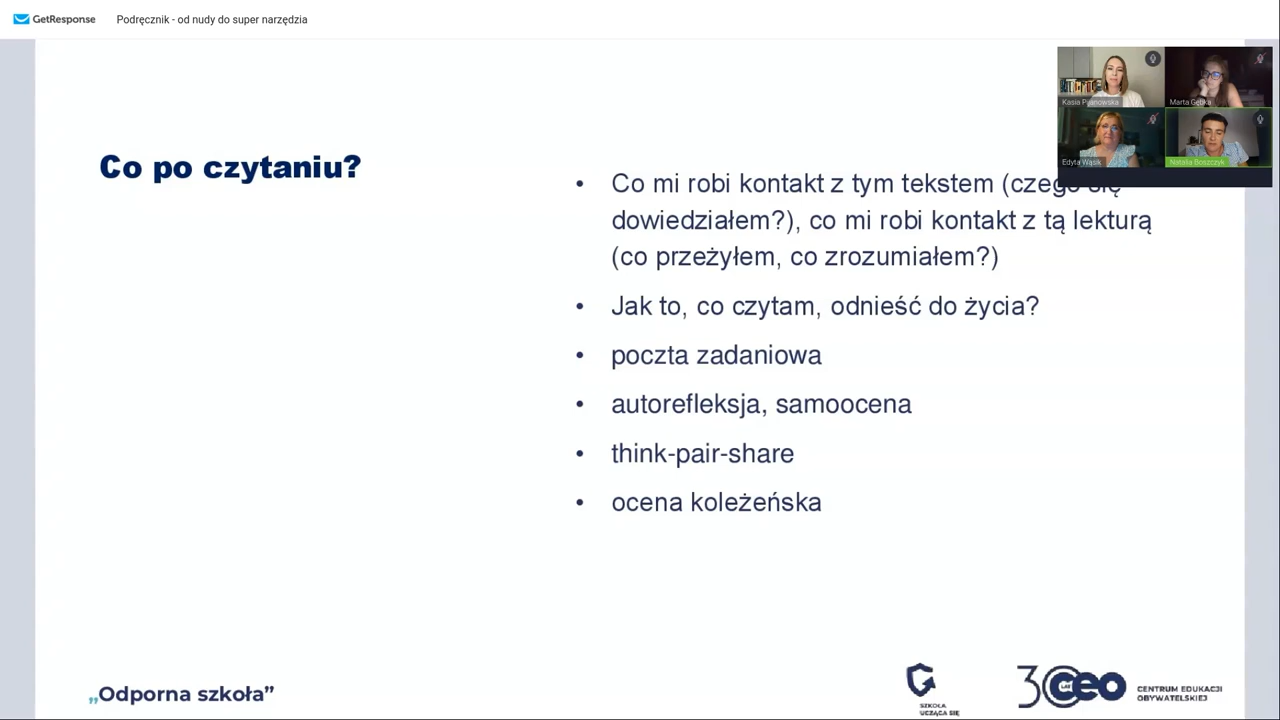 GetResponse Podręcznik - od nudy do super narzędzia
Kasia Pijanowska
Marta Gębka
Edyta Wąsik
Natalia Boszczyk
Co po czytaniu?
• Co mi robi kontakt z tym tekstem (czego się
dowiedziałem?), co mi robi kontakt z tą lekturą
(co przeżyłem, co zrozumiałem?)
• Jak to, co czytam, odnieść do życia?
• poczta zadaniowa
• autorefleksja, samoocena
• think-pair-share
• ocena koleżeńska
„Odporna szkoła”
SZKOŁA
UCZĄCA SIĘ
30 LAT
ceo
CENTRUM EDUKACJI
OBYWATELSKIEJ